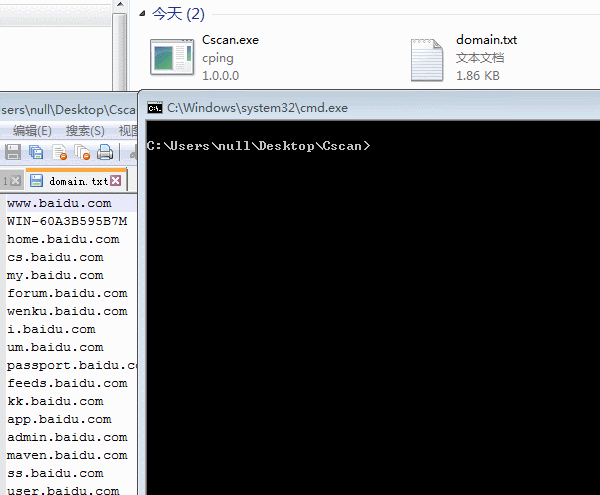 今天 (2)
Cscan.exe
cping
1.0.0.0
domain.txt
文本文档
1.86 KB
sers\null\Desktop\Cscan
C:\Windows\system32\cmd.exe
编辑(E) 搜索(S) 视图
1 domain.txt
C:\Users\null\Desktop\Cscan>
www.baidu.com
WIN-60A3B595B7M
home.baidu.com
cs.baidu.com
my.baidu.com
forum.baidu.com
wenku.baidu.com
i.baidu.com
um.baidu.com
passport.baidu.co
feeds.baidu.com
kk.baidu.com
app.baidu.com
admin.baidu.com
maven.baidu.com
ss.baidu.com
user.baidu.com